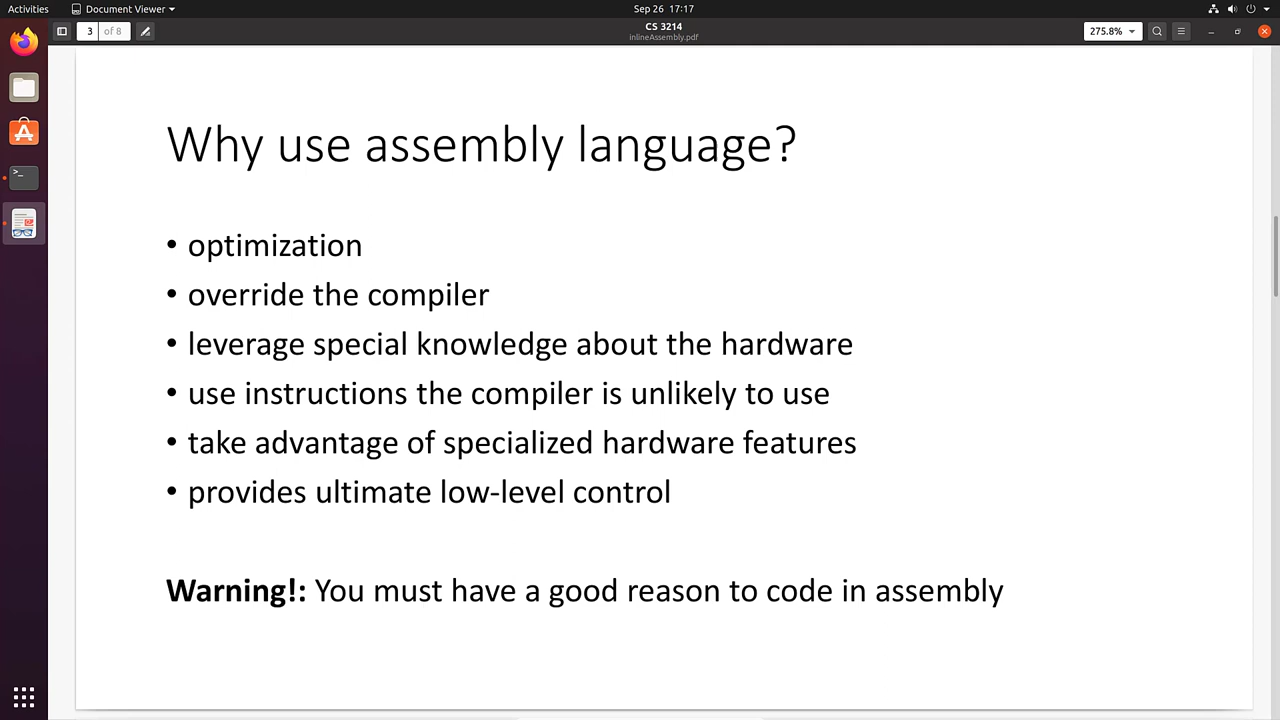 Activities Document Viewer Sep 26 17:17
3 of 8 CS 3214 275.8%
inlineAssembly.pdf
Why use assembly language?
• optimization
• override the compiler
• leverage special knowledge about the hardware
• use instructions the compiler is unlikely to use
• take advantage of specialized hardware features
• provides ultimate low-level control
Warning!: You must have a good reason to code in assembly